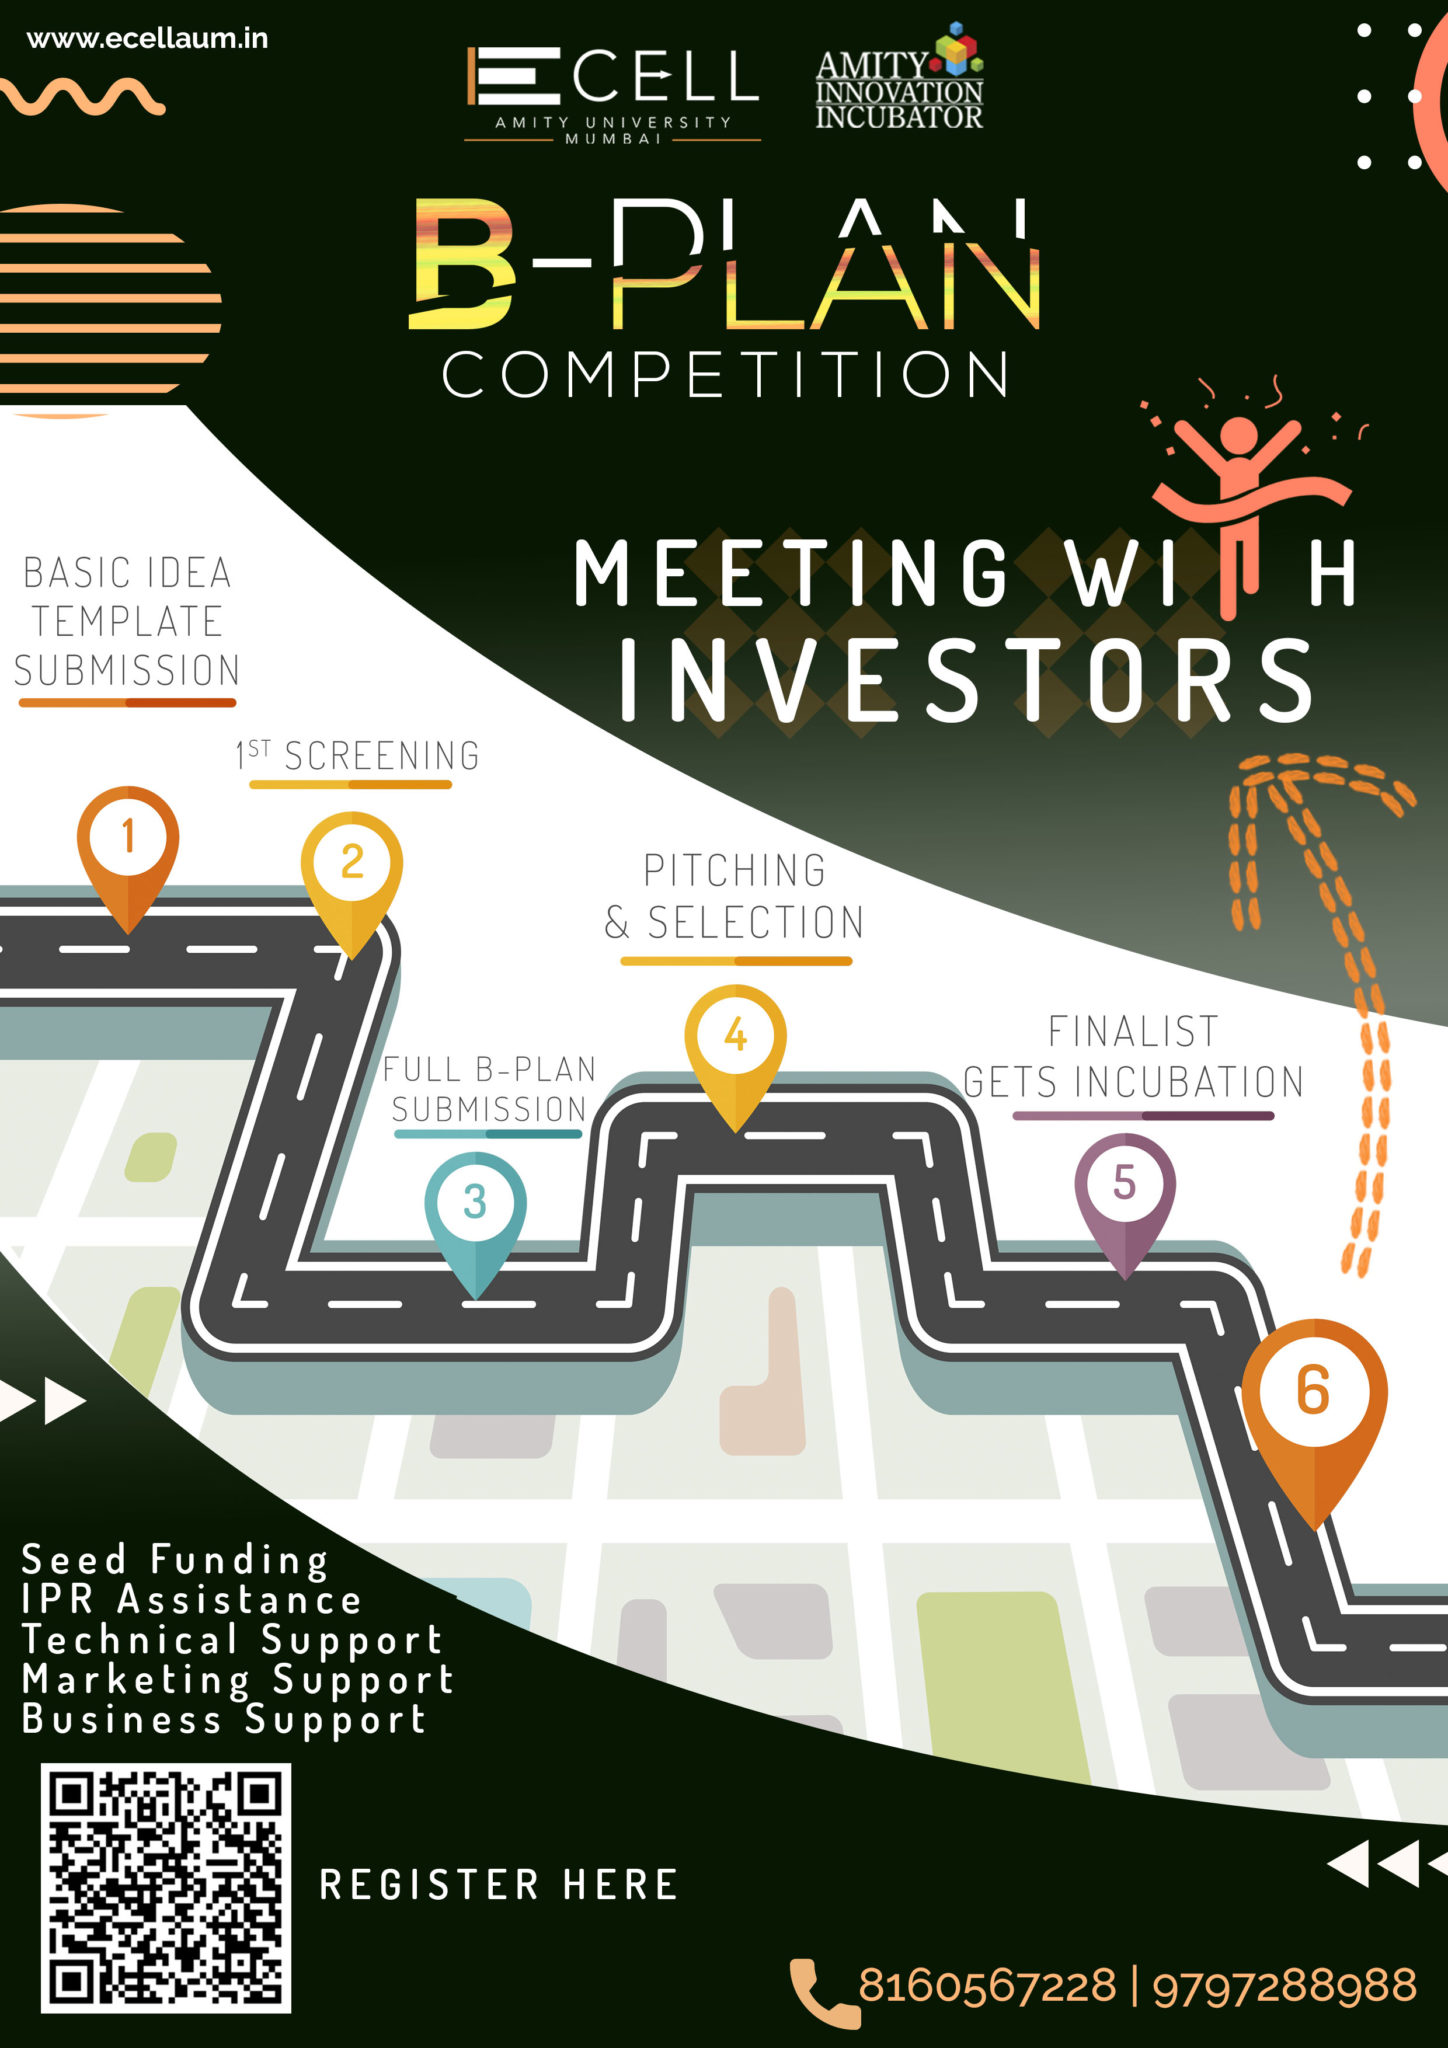 www.ecellaum.in
ECELL
AMITY UNIVERSITY
MUMBAI
AMITY
INNOVATION
INCUBATOR
B-PLAN
COMPETITION
MEETING WITH
INVESTORS
BASIC IDEA
TEMPLATE
SUBMISSION
1
1ST SCREENING
2
FULL B-PLAN
SUBMISSION
3
PITCHING
& SELECTION
4
FINALIST
GETS INCUBATION
5
6
Seed Funding
IPR Assistance
Technical Support
Marketing Support
Business Support
REGISTER HERE
8160567228 | 9797288988